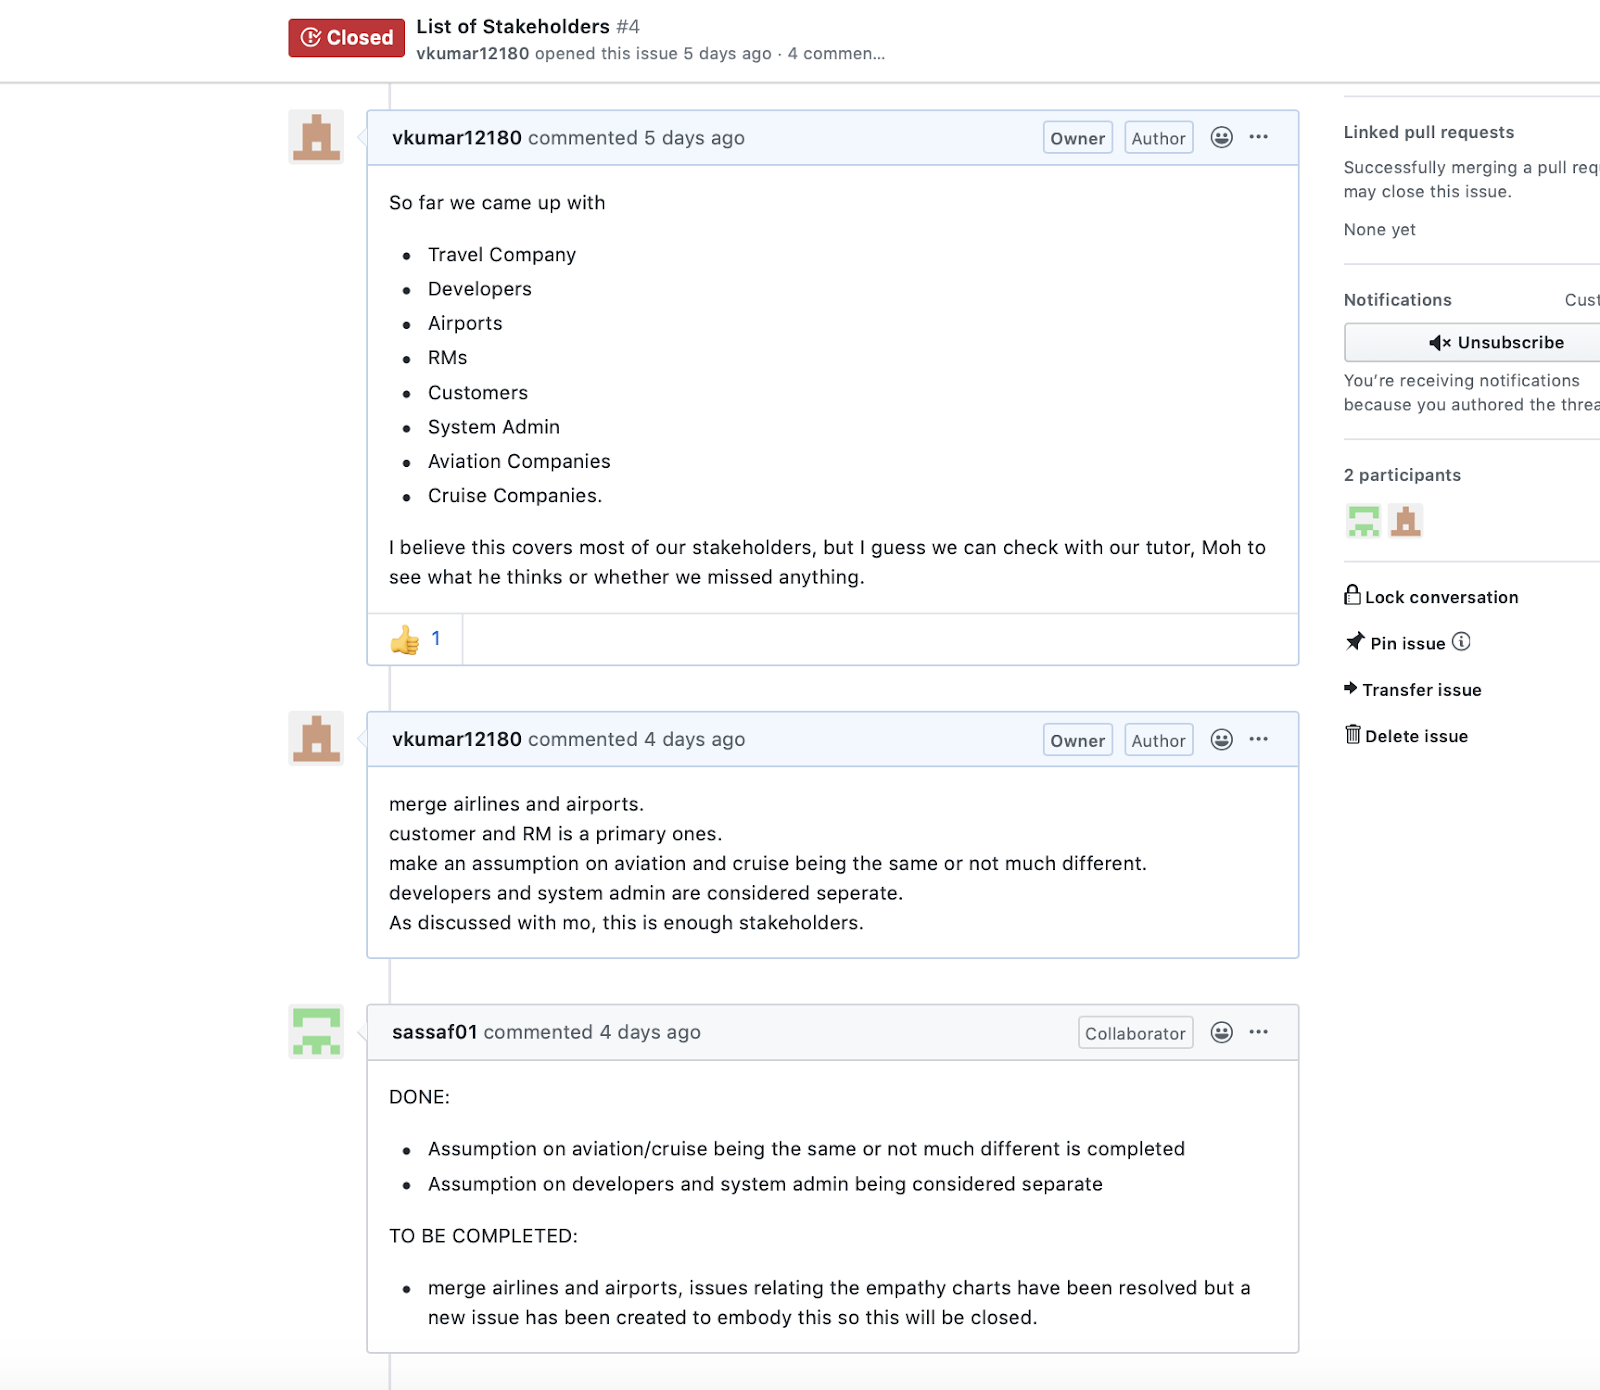 Closed
List of Stakeholders #4
vkumar12180 opened this issue 5 days ago · 4 commen...
vkumar12180 commented 5 days ago
Owner
Author
So far we came up with
• Travel Company
• Developers
• Airports
• RMs
• Customers
• System Admin
• Aviation Companies
• Cruise Companies.
I believe this covers most of our stakeholders, but I guess we can check with our tutor, Moh to
see what he thinks or whether we missed anything.
👍 1
vkumar12180 commented 4 days ago
Owner
Author
merge airlines and airports.
customer and RM is a primary ones.
make an assumption on aviation and cruise being the same or not much different.
developers and system admin are considered seperate.
As discussed with mo, this is enough stakeholders.
sassaf01 commented 4 days ago
Collaborator
DONE:
• Assumption on aviation/cruise being the same or not much different is completed
• Assumption on developers and system admin being considered separate
TO BE COMPLETED:
• merge airlines and airports, issues relating the empathy charts have been resolved but a
new issue has been created to embody this so this will be closed.
Linked pull requests
Successfully merging a pull req
may close this issue.
None yet
Notifications
Cust
Unsubscribe
You're receiving notifications
because you authored the threa
2 participants
Lock conversation
Pin issue
Transfer issue
Delete issue